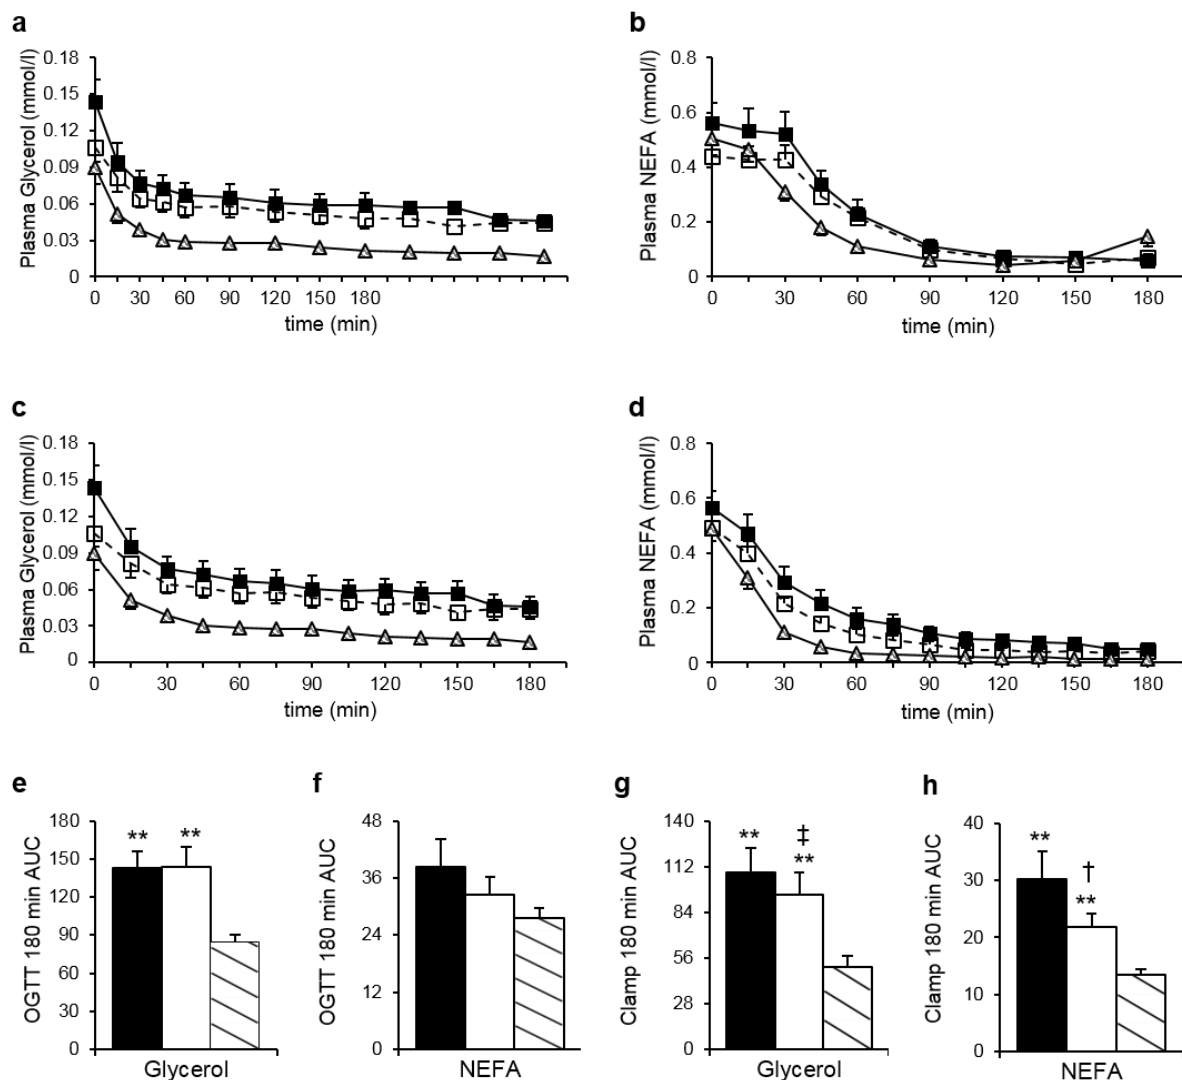 a
Plasma Glycerol (mmol/l)
0.18
0.15
0.12
0.09
0.06
0.03
0
0 30 60 90 120 150 180
time (min)
b
Plasma NEFA (mmol/l)
0.8
0.6
0.4
0.2
0
0 30 60 90 120 150 180
time (min)
c
Plasma Glycerol (mmol/l)
0.18
0.15
0.12
0.09
0.06
0.03
0
0 30 60 90 120 150 180
time (min)
d
Plasma NEFA (mmol/l)
0.8
0.6
0.4
0.2
0
0 30 60 90 120 150 180
time (min)
e
OGTT 180 min AUC
180
150
120
90
60
30
0
** **
Glycerol
f
OGTT 180 min AUC
48
36
24
12
0
NEFA
g
Clamp 180 min AUC
140
112
84
56
28
0
‡
** **
Glycerol
h
Clamp 180 min AUC
40
30
20
10
0
**
†
**
NEFA